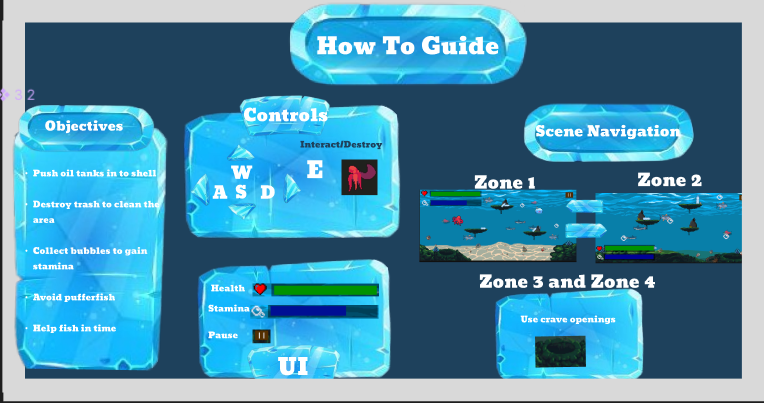 How To Guide
32
Objectives
Push oil tanks in to shell
Destroy trash to clean the
area
Collect bubbles to gain
stamina
Avoid pufferfish
Help fish in time
Controls
Interact/Destroy
W
E
A S D
Health
Stamina
Pause
UI
Scene Navigation
Zone 1
Zone 2
Zone 3 and Zone 4
Use crave openings